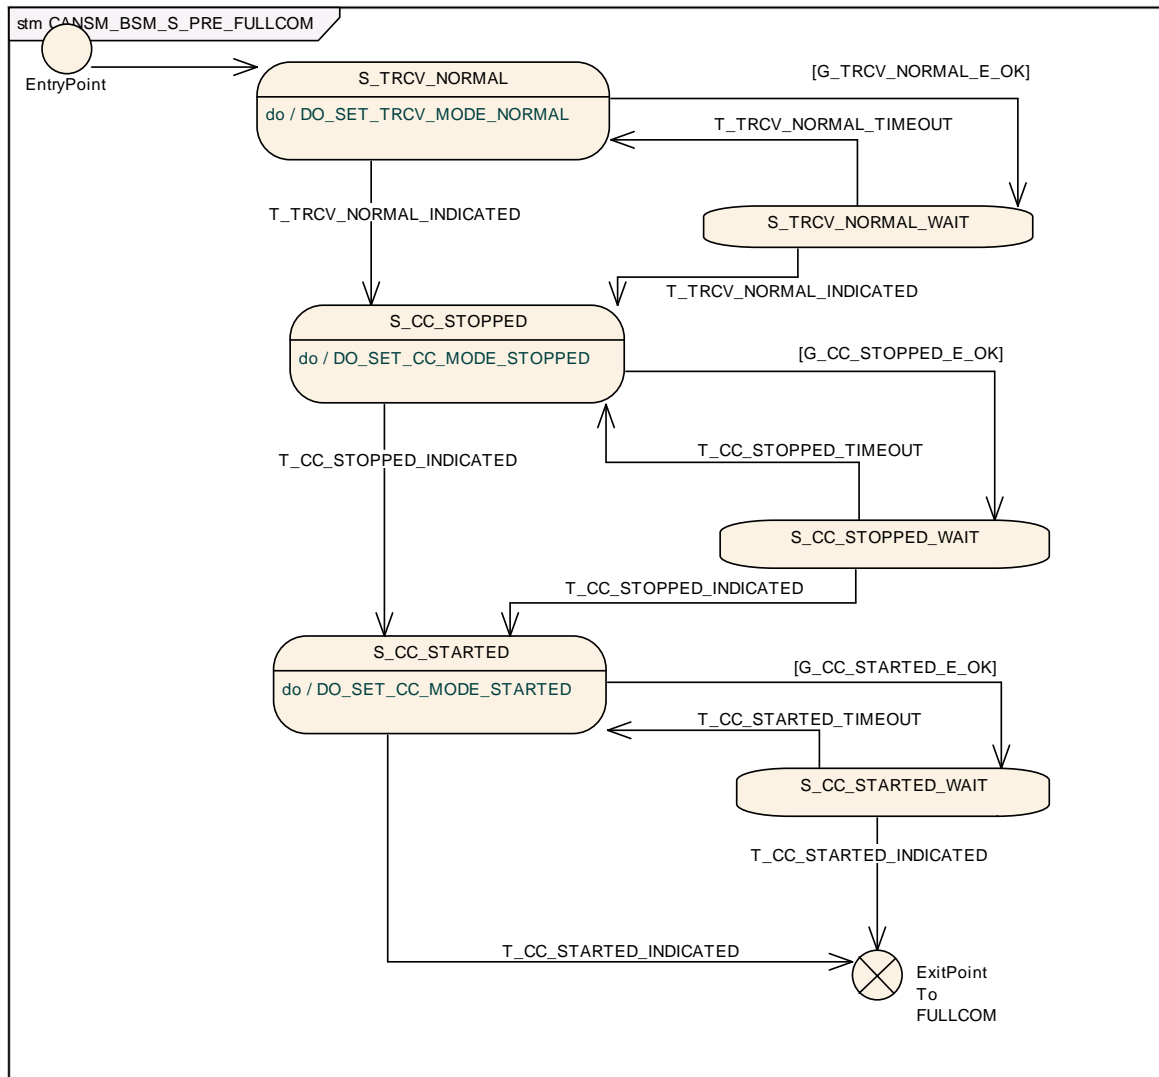 stm CANSM_BSM_S_PRE_FULLCOM
EntryPoint
S_TRCV_NORMAL
do / DO_SET_TRCV_MODE_NORMAL
[G_TRCV_NORMAL_E_OK]
T_TRCV_NORMAL_TIMEOUT
T_TRCV_NORMAL_INDICATED
S_TRCV_NORMAL_WAIT
T_TRCV_NORMAL_INDICATED
S_CC_STOPPED
do / DO_SET_CC_MODE_STOPPED
[G_CC_STOPPED_E_OK]
T_CC_STOPPED_TIMEOUT
T_CC_STOPPED_INDICATED
S_CC_STOPPED_WAIT
T_CC_STOPPED_INDICATED
S_CC_STARTED
do / DO_SET_CC_MODE_STARTED
[G_CC_STARTED_E_OK]
T_CC_STARTED_TIMEOUT
S_CC_STARTED_WAIT
T_CC_STARTED_INDICATED
T_CC_STARTED_INDICATED
ExitPoint
To
FULLCOM